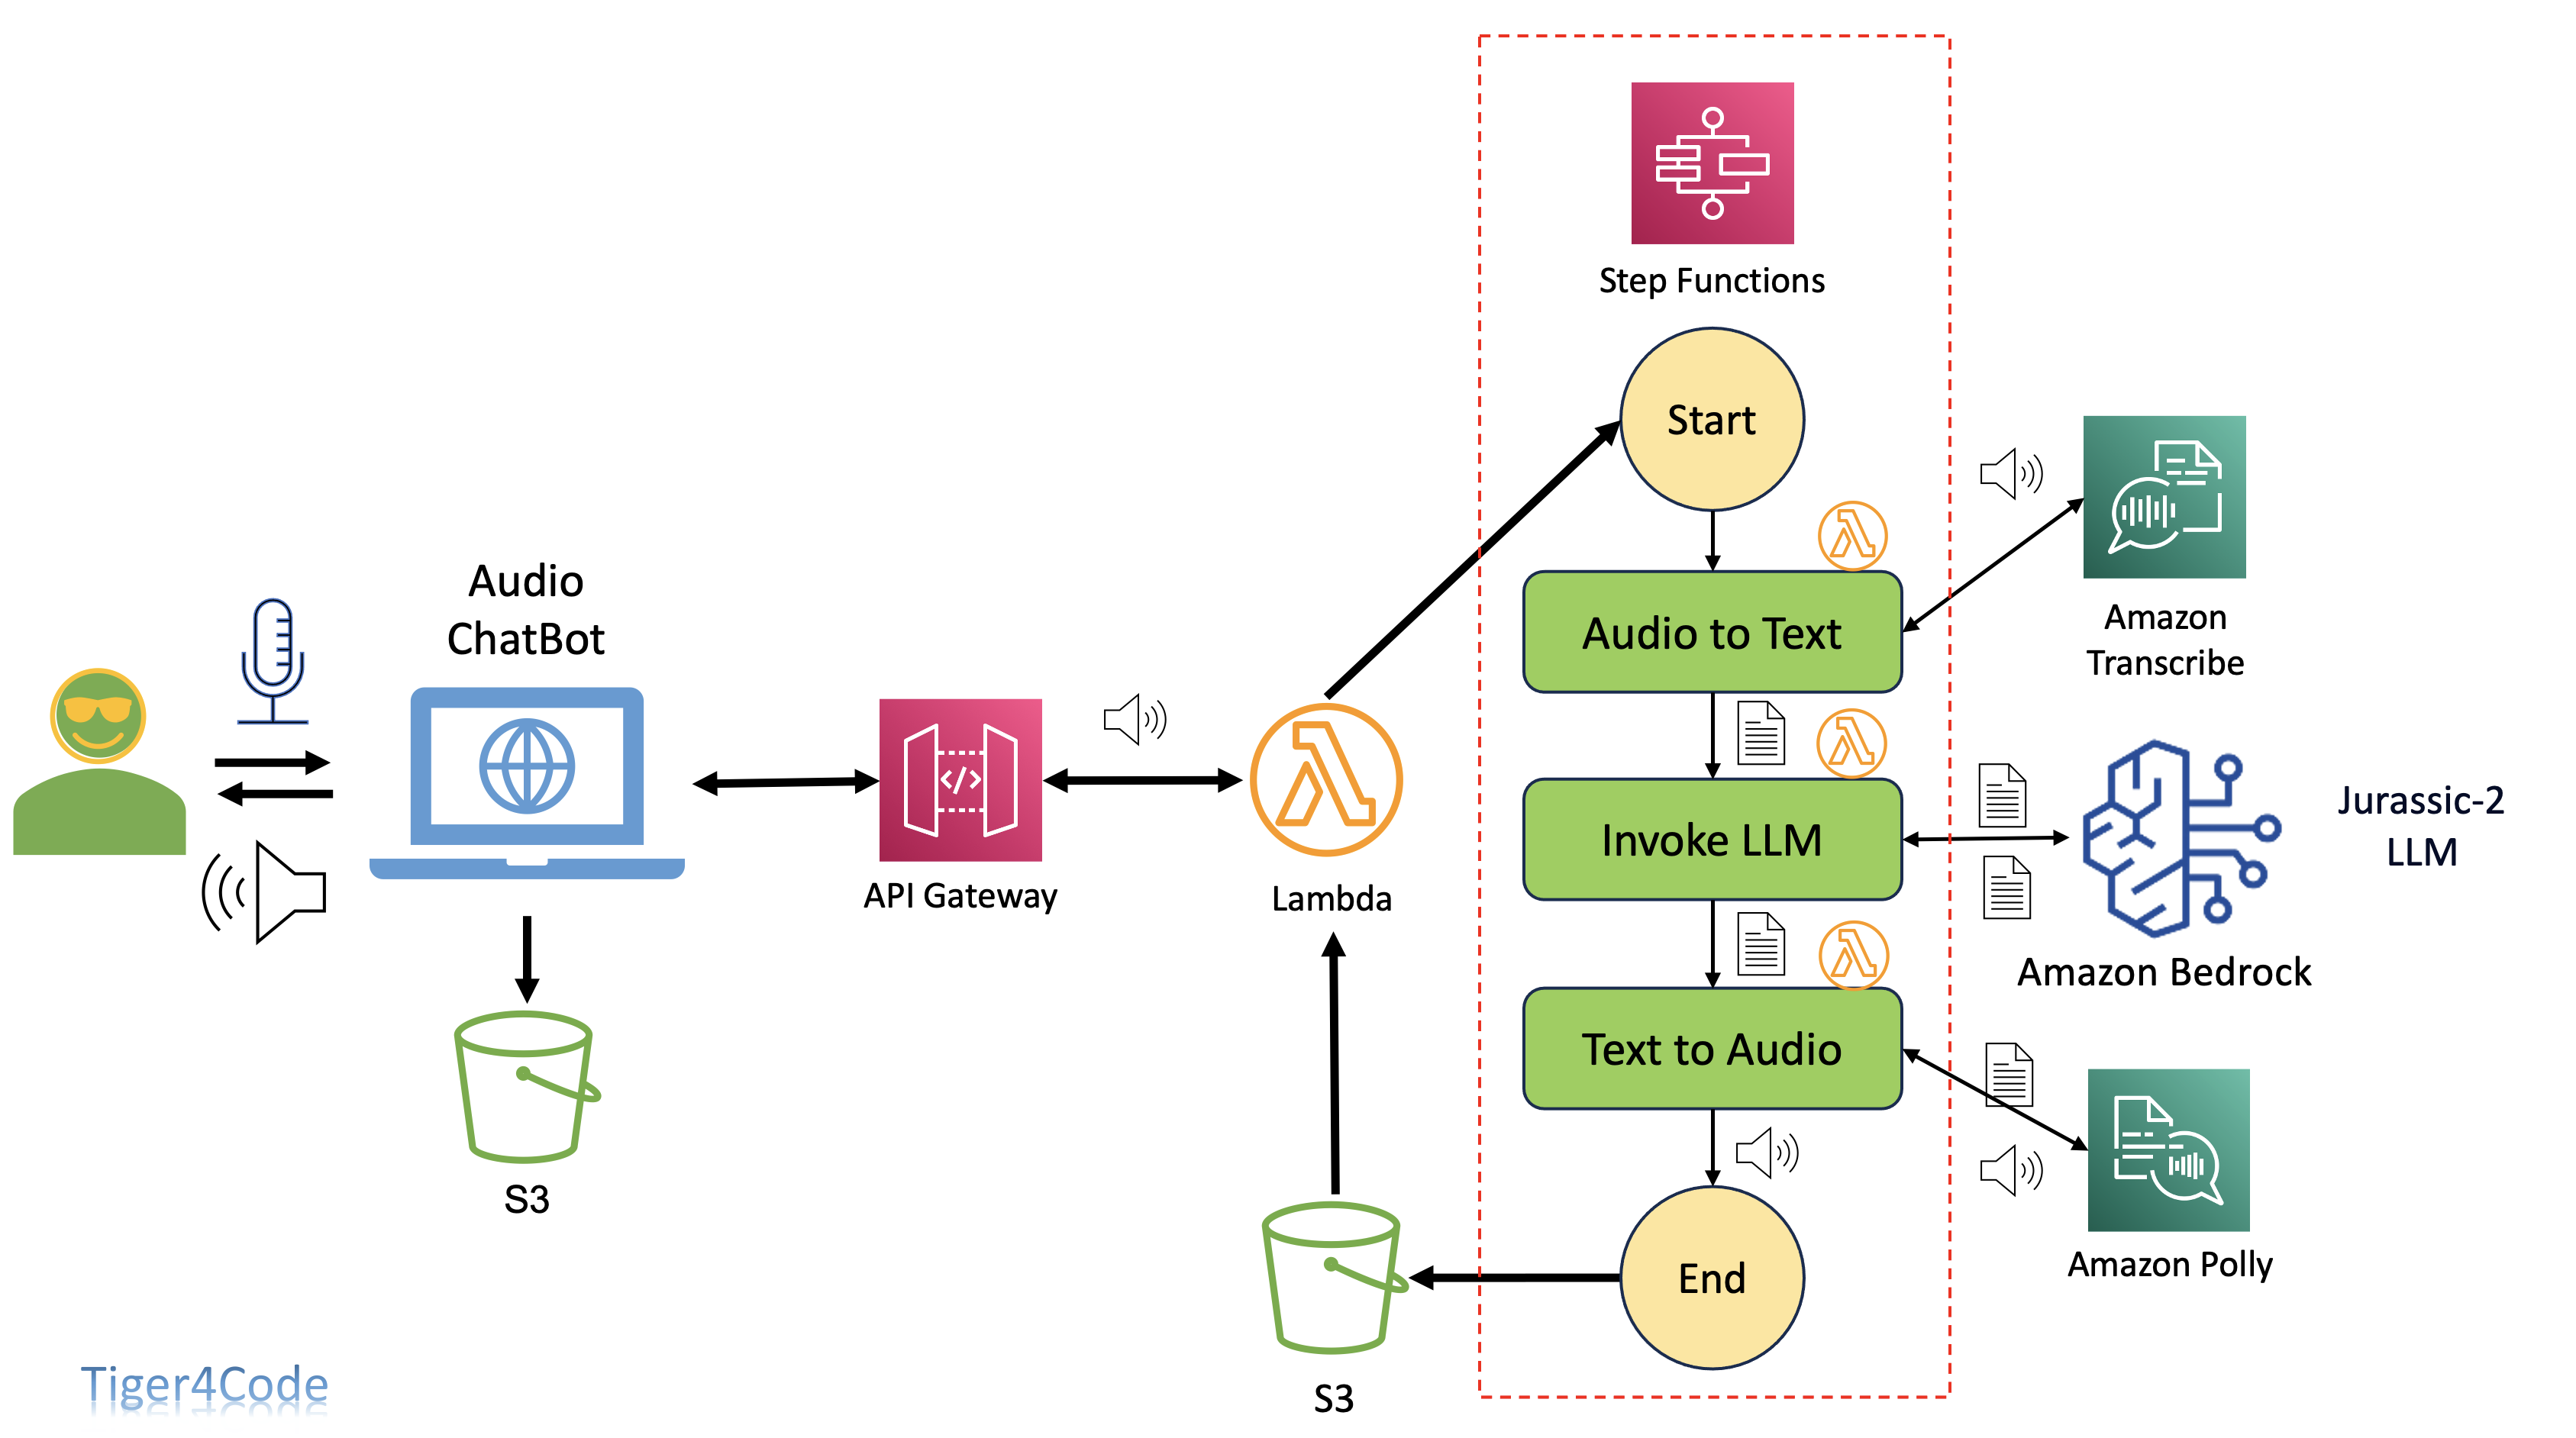 Step Functions
Start
Audio to Text
Invoke LLM
Text to Audio
End
Audio
ChatBot
API Gateway
Lambda
S3
S3
Amazon
Transcribe
Jurassic-2
LLM
Amazon Bedrock
Amazon Polly
Tiger4Code